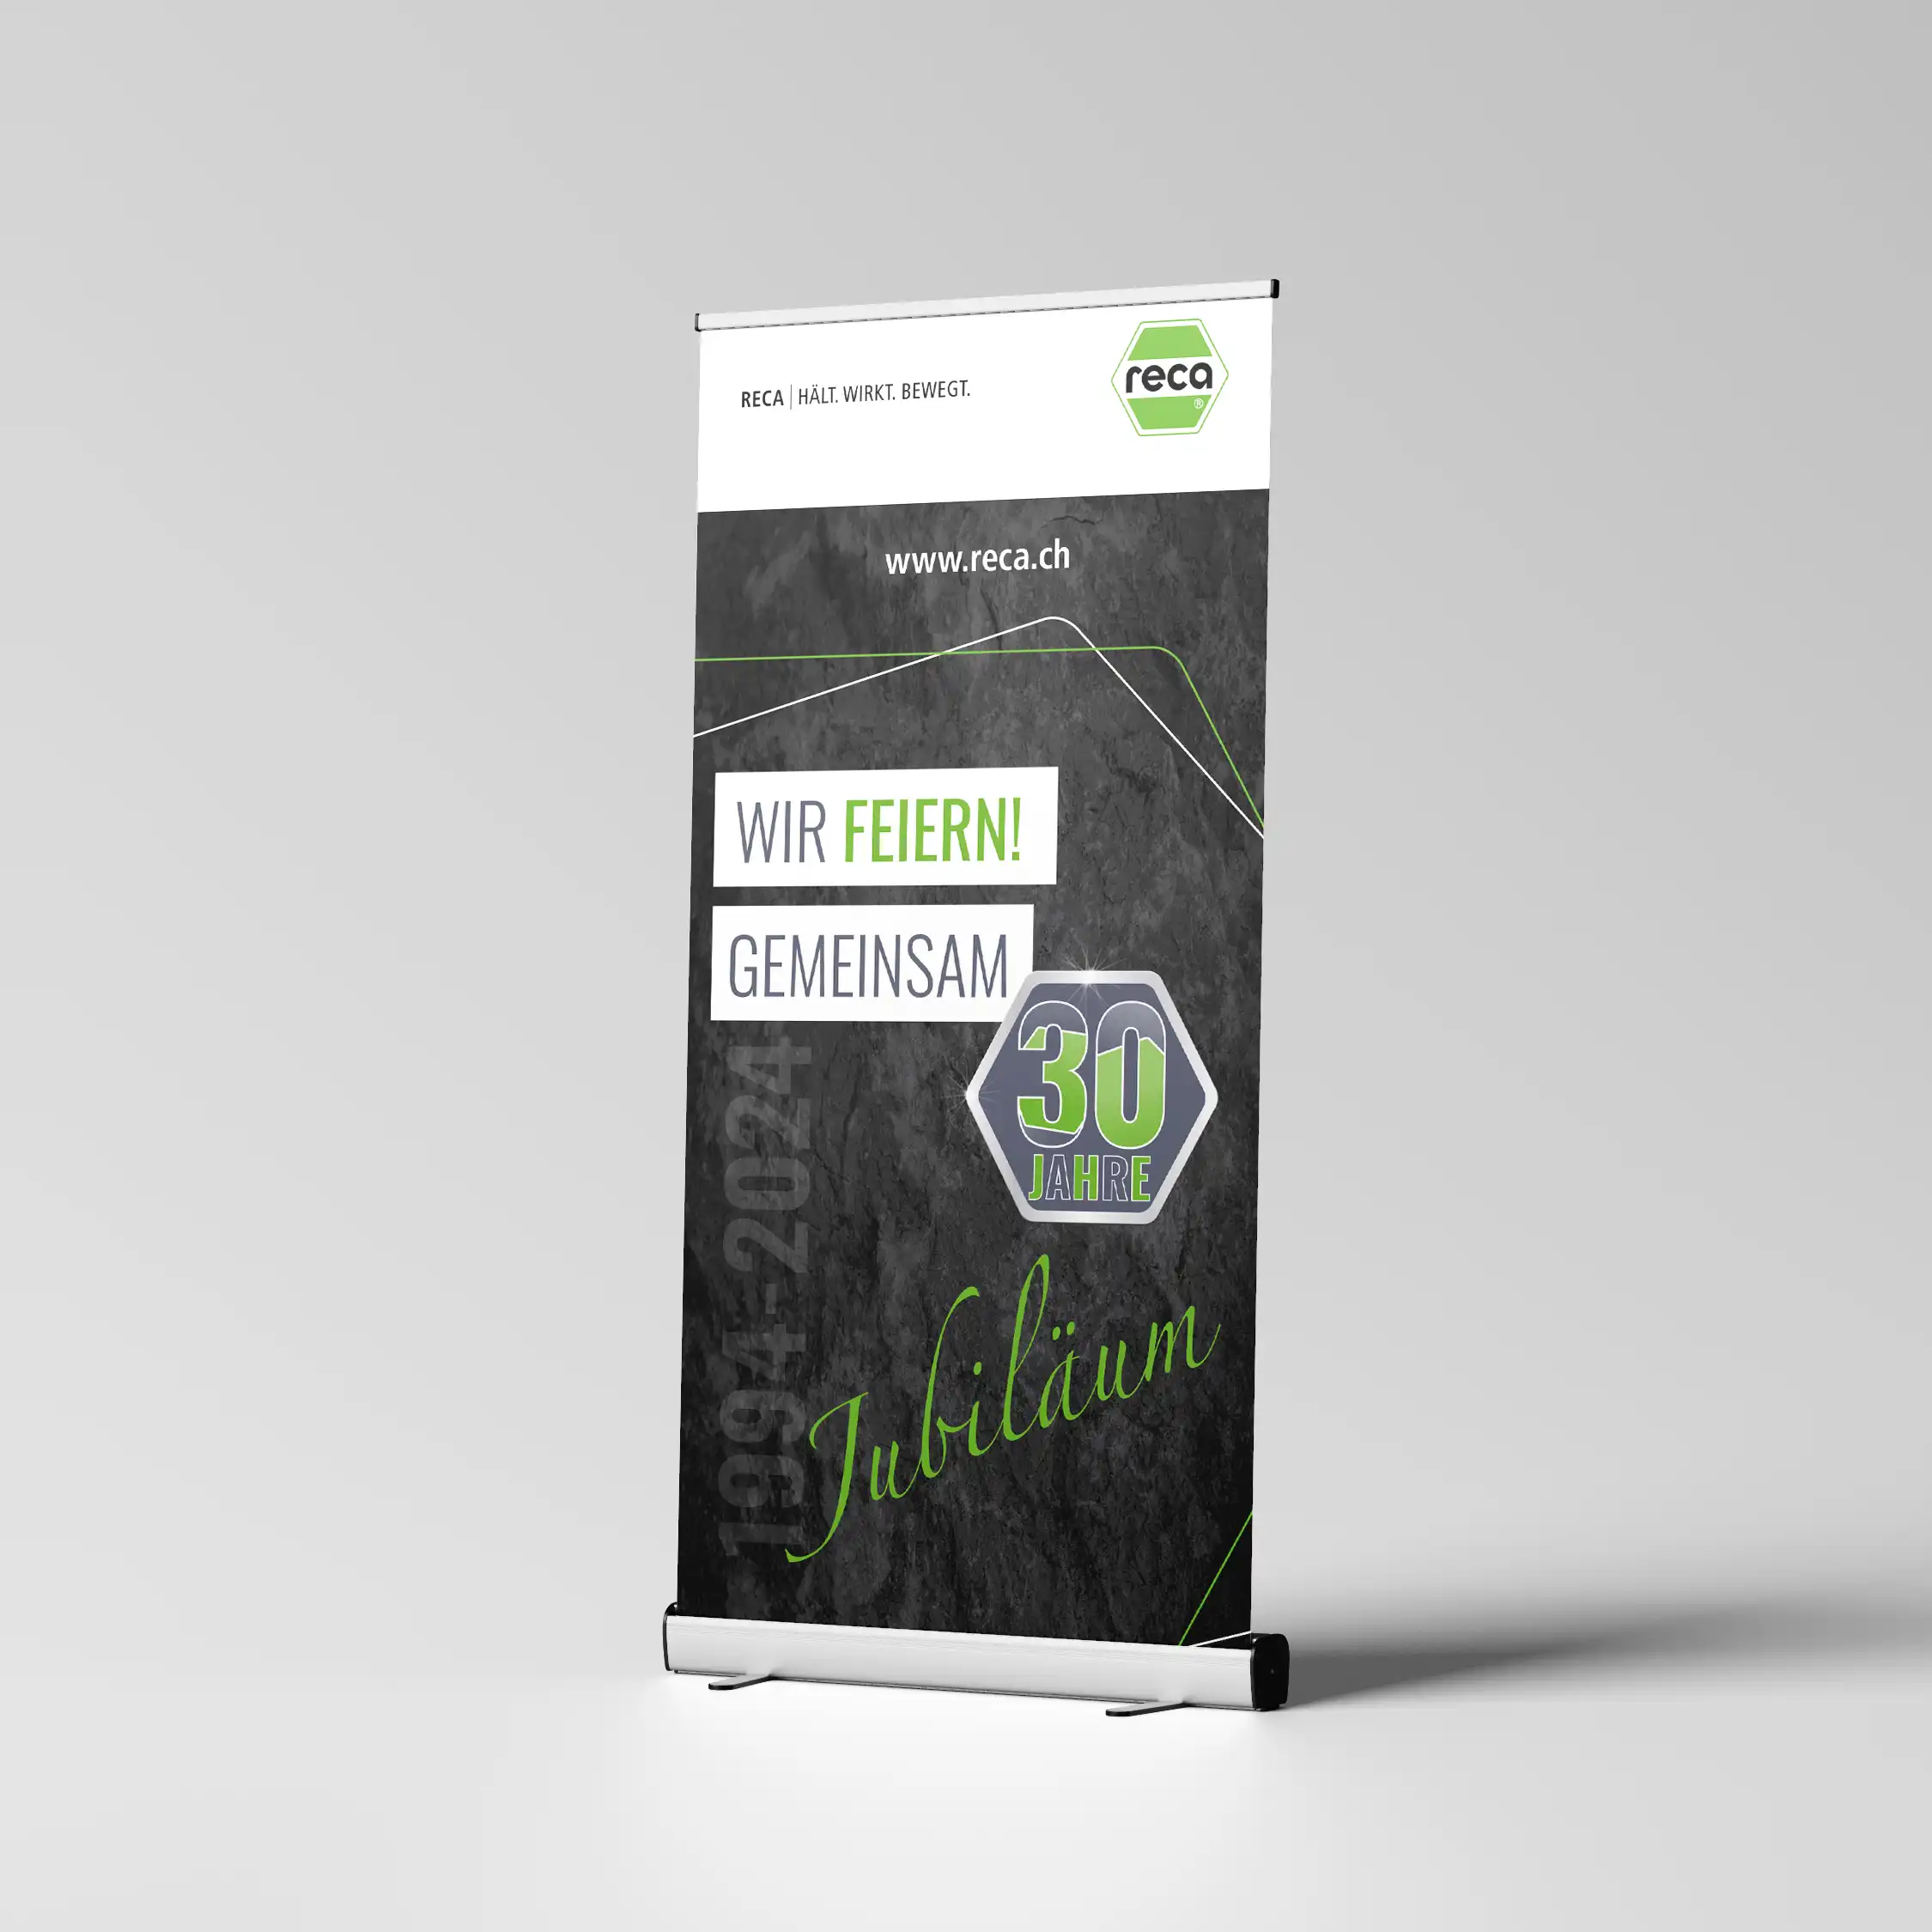 RECA | HÄLT. WIRKT. BEWEGT.
reca
®
www.reca.ch
WIR FEIERN!
GEMEINSAM
30
JAHRE
1994-2024
Jubiläum